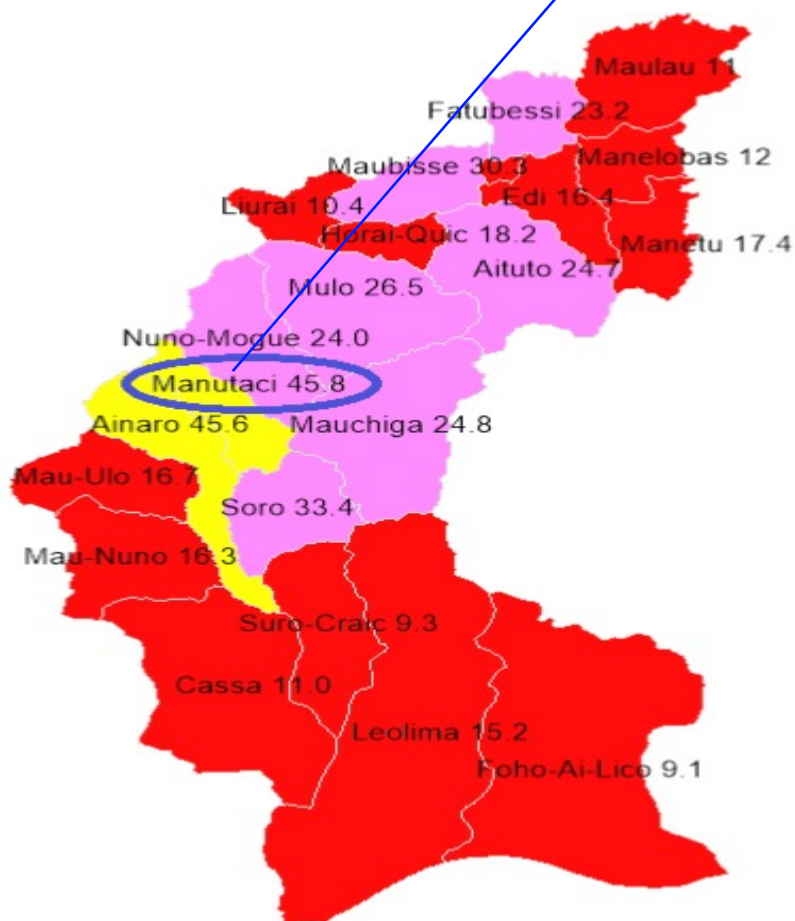 Maulau 11
Fatubessi 23.2
Manelobas 12
Maubisse 30.3
Edi 16.4
Liurai 10.4
Horai-Quic 18.2
Manetu 17.4
Aituto 24.7
Mulo 26.5
Nuno-Mogue 24.0
Manutaci 45.8
Ainaro 45.6
Mauchiga 24.8
Mau-Ulo 16.7
Soro 33.4
Mau-Nuno 16.3
Suro-Craic 9.3
Cassa 11.0
Leolima 15.2
Foho-Ai-Lico 9.1